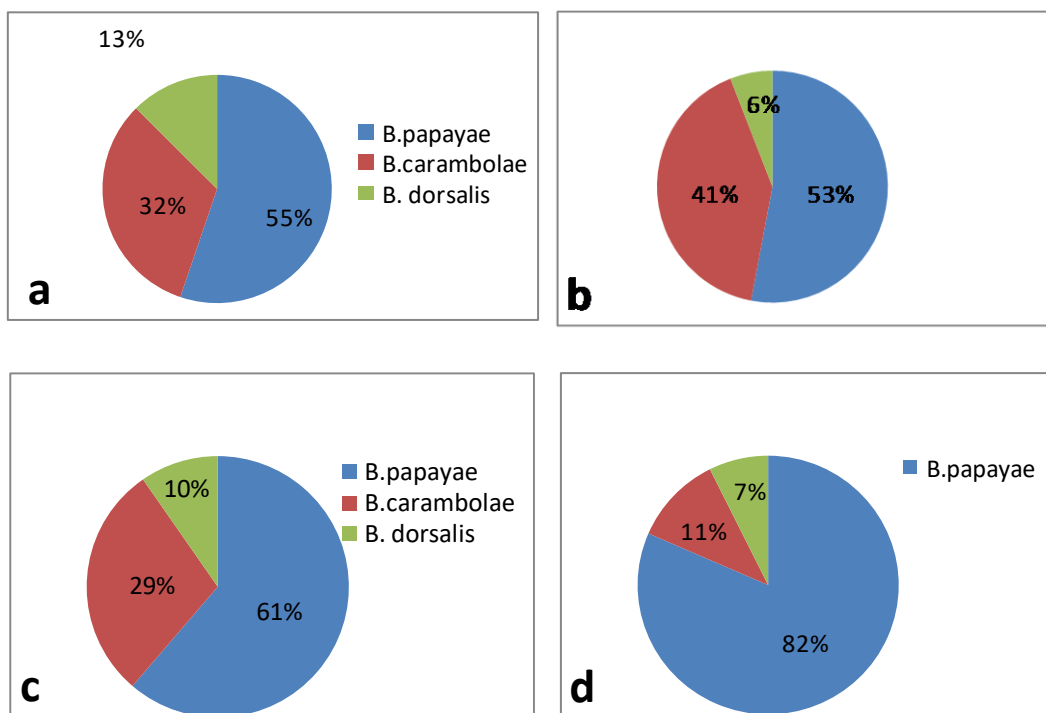 13%
B.papayae
B.carambolae
B. dorsalis
32%
55%
a
6%
41%
53%
b
10%
B.papayae
B.carambolae
B. dorsalis
29%
61%
c
B.papayae
7%
11%
82%
d